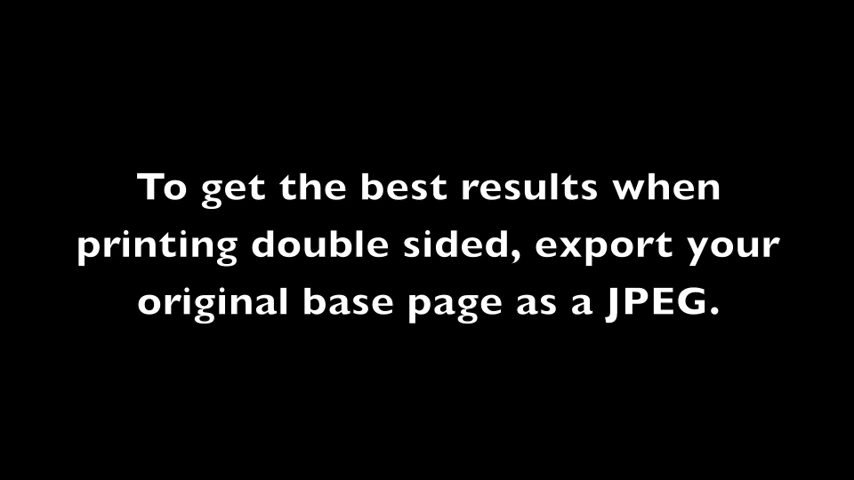 To get the best results when
printing double sided, export your
original base page as a JPEG.